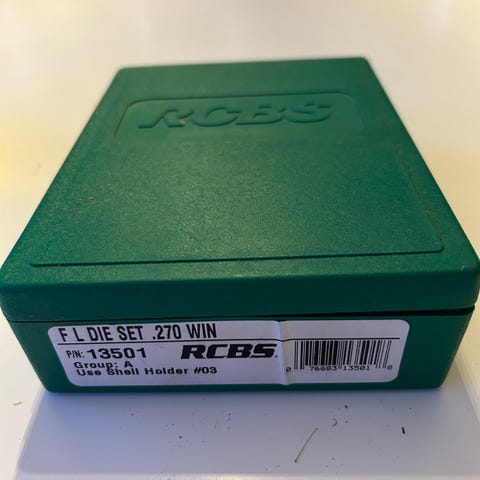 RCBS
F L DIE SET .270 WIN
P/N: 13501 RCBS
Group: A
Use Shell Holder #03
0 76683 13501 8